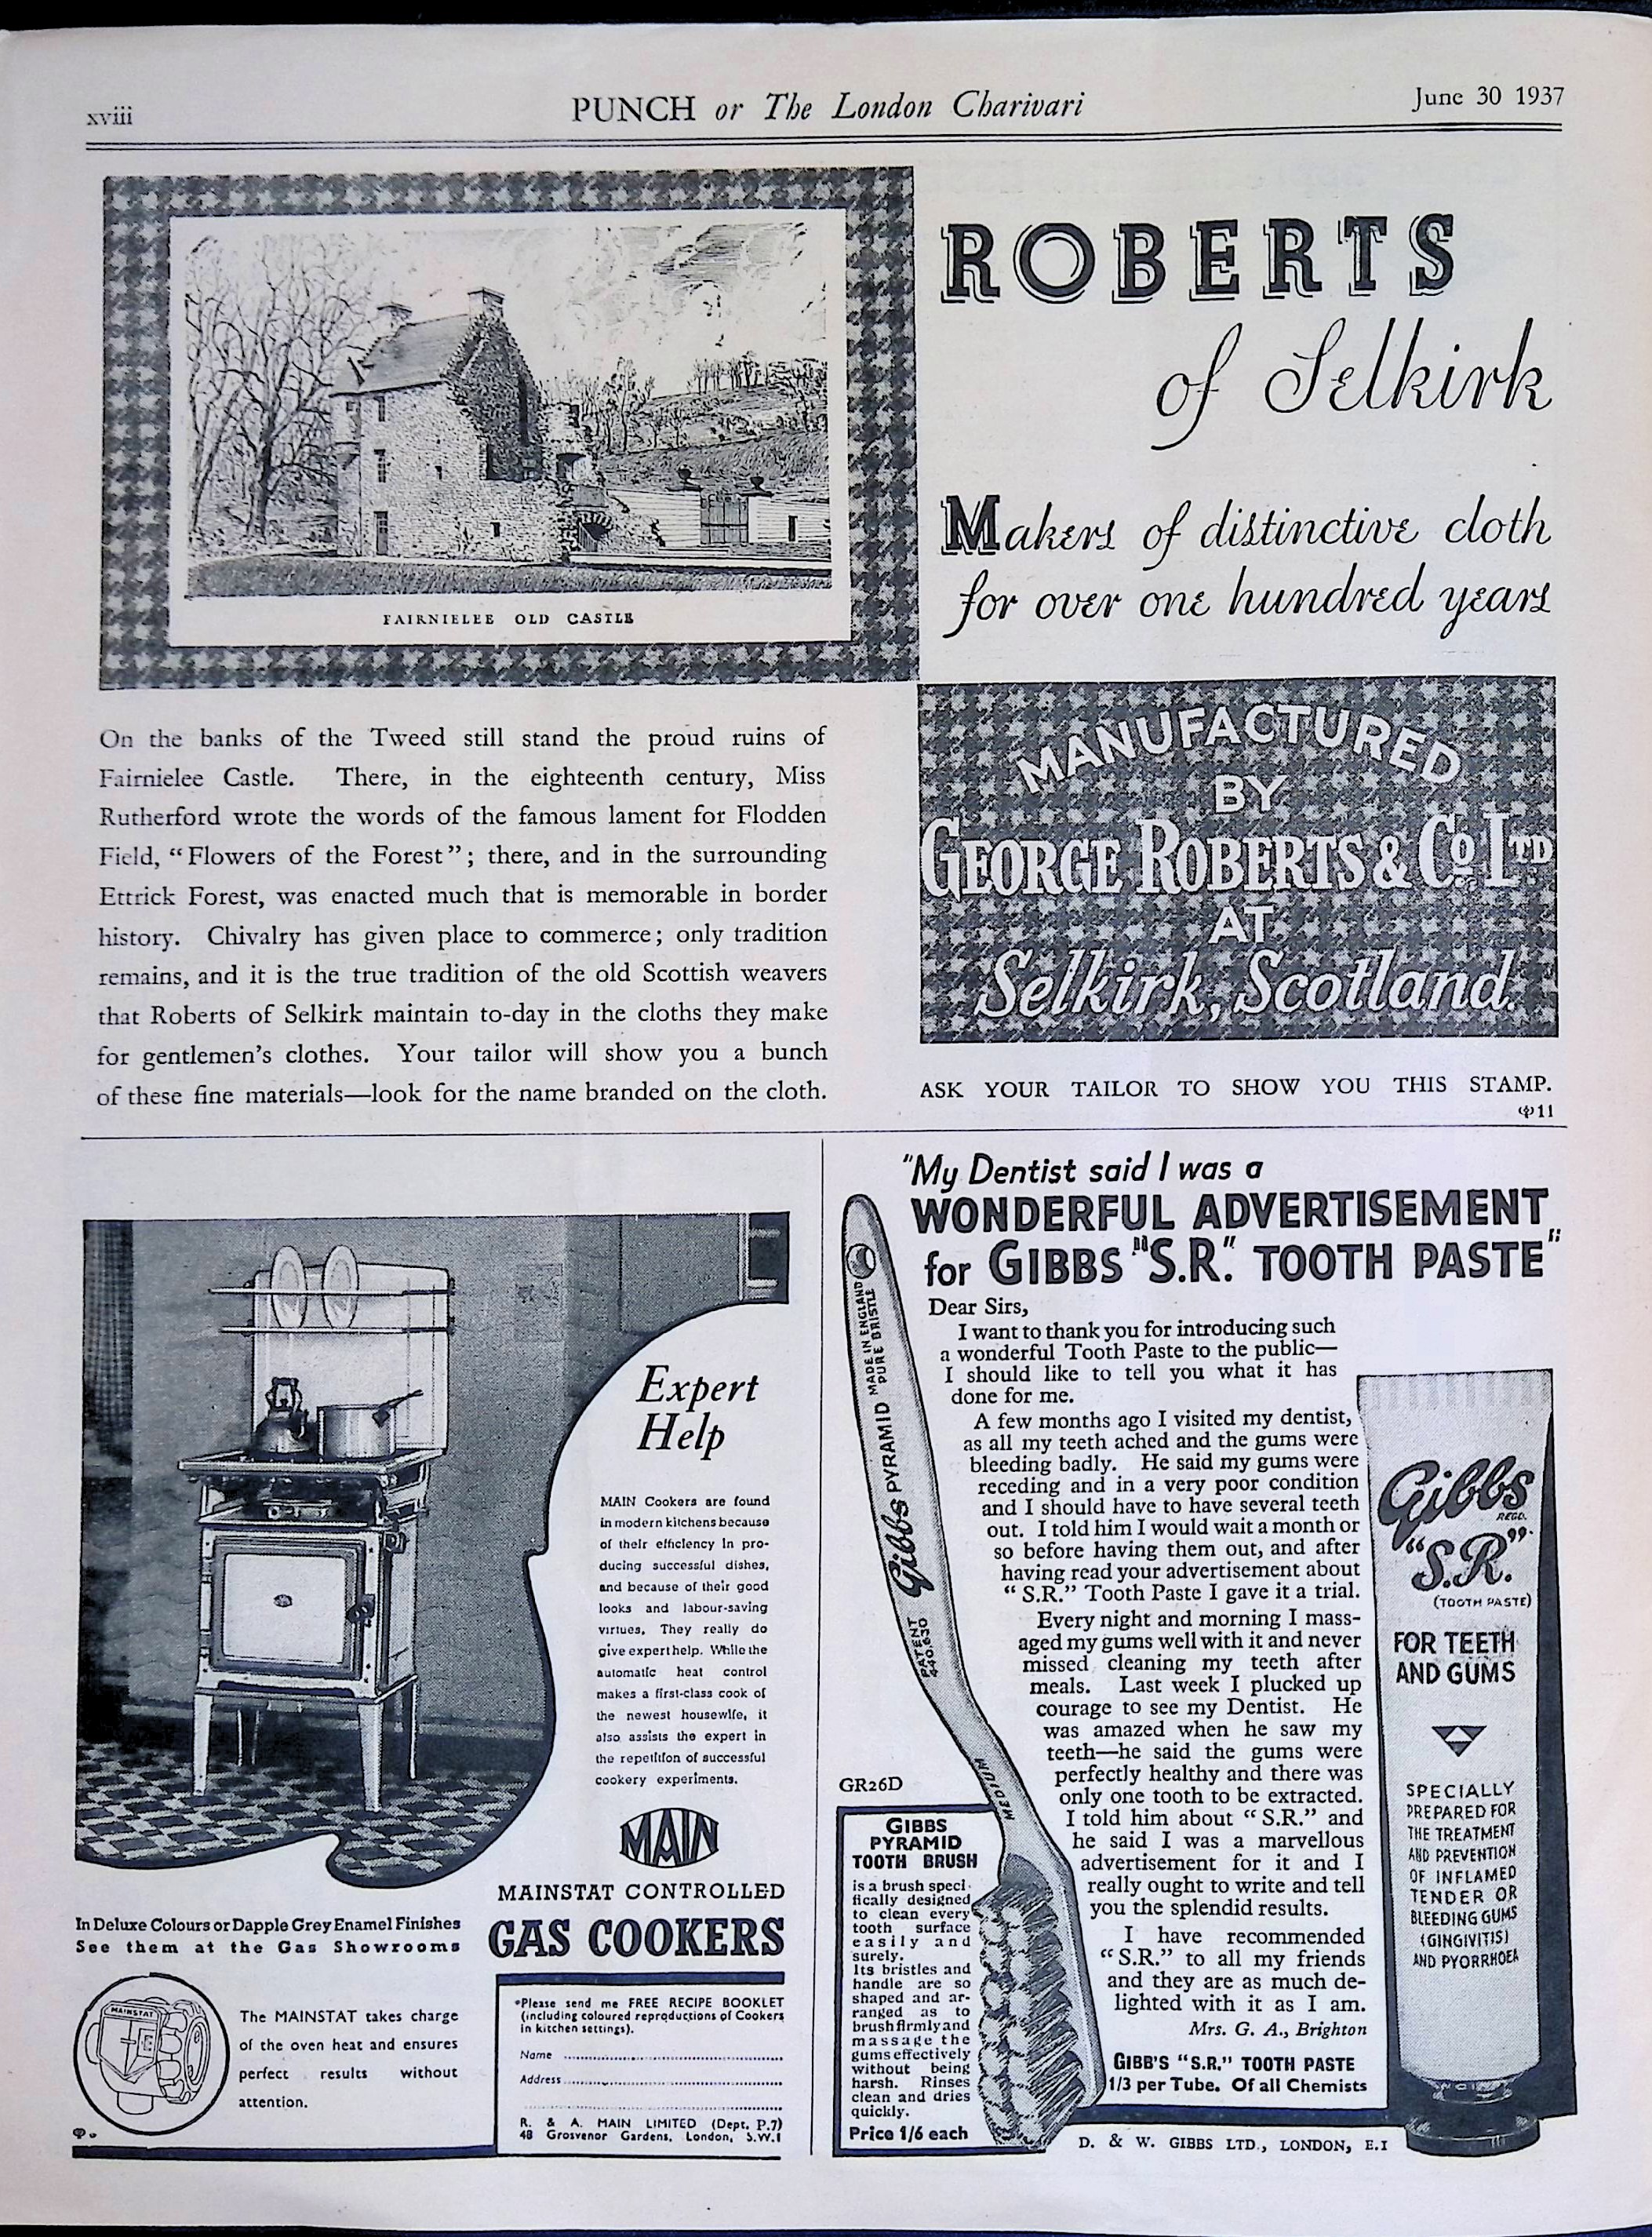 xviii
PUNCH or The London Charivari
June 30 1937
FAIRNIELEE OLD CASTLE
ROBERTS
of Selkirk
Makers of distinctive cloth
for over one hundred years
On the banks of the Tweed still stand the proud ruins of
Fairnielee Castle. There, in the eighteenth century, Miss
Rutherford wrote the words of the famous lament for Flodden
Field, “Flowers of the Forest”; there, and in the surrounding
Ettrick Forest, was enacted much that is memorable in border
history. Chivalry has given place to commerce; only tradition
remains, and it is the true tradition of the old Scottish weavers
that Roberts of Selkirk maintain to-day in the cloths they make
for gentlemen’s clothes. Your tailor will show you a bunch
of these fine materials—look for the name branded on the cloth.
MANUFACTURED
BY
GEORGE ROBERTS & Co LTD
AT
Selkirk, Scotland.
ASK YOUR TAILOR TO SHOW YOU THIS STAMP.
11
Expert
Help
MAIN Cookers are found
in modern kitchens because
of their efficiency in pro-
ducing successful dishes,
and because of their good
looks and labour-saving
virtues. They really do
give expert help. While the
automatic heat control
makes a first-class cook of
the newest housewife, it
also assists the expert in
the repetition of successful
cookery experiments.
MAIN
MAINSTAT CONTROLLED
GAS COOKERS
In Deluxe Colours or Dapple Grey Enamel Finishes
See them at the Gas Showrooms
MAINSTAT
The MAINSTAT takes charge
of the oven heat and ensures
perfect results without
attention.
*Please send me FREE RECIPE BOOKLET
(including coloured reproductions of Cookers
in kitchen settings).
Name
Address
R. & A. MAIN LIMITED (Dept. P.7)
48 Grosvenor Gardens, London, S.W.1
"My Dentist said I was a
WONDERFUL ADVERTISEMENT
for GIBBS "S.R." TOOTH PASTE"
Dear Sirs,
I want to thank you for introducing such
a wonderful Tooth Paste to the public—
I should like to tell you what it has
done for me.
A few months ago I visited my dentist,
as all my teeth ached and the gums were
bleeding badly. He said my gums were
receding and in a very poor condition
and I should have to have several teeth
out. I told him I would wait a month or
so before having them out, and after
having read your advertisement about
“S.R.” Tooth Paste I gave it a trial.
Every night and morning I mass-
aged my gums well with it and never
missed cleaning my teeth after
meals. Last week I plucked up
courage to see my Dentist. He
was amazed when he saw my
teeth—he said the gums were
perfectly healthy and there was
only one tooth to be extracted.
I told him about “S.R.” and
he said I was a marvellous
advertisement for it and I
really ought to write and tell
you the splendid results.
I have recommended
“S.R.” to all my friends
and they are as much de-
lighted with it as I am.
Mrs. G. A., Brighton
GIBB'S "S.R." TOOTH PASTE
1/3 per Tube. Of all Chemists
D. & W. GIBBS LTD., LONDON, E.1
MADE IN ENGLAND
PURE BRISTLE
Gibbs PYRAMID
PATENT
440,630
MEDIUM
GR26D
GIBBS
PYRAMID
TOOTH BRUSH
is a brush speci-
fically designed
to clean every
tooth surface
easily and
surely.
Its bristles and
handle are so
shaped and ar-
ranged as to
brush firmly and
massage the
gums effectively
without being
harsh. Rinses
clean and dries
quickly.
Price 1/6 each
Gibbs
REGD.
“S.R.”
(TOOTH PASTE)
FOR TEETH
AND GUMS
SPECIALLY
PREPARED FOR
THE TREATMENT
AND PREVENTION
OF INFLAMED
TENDER OR
BLEEDING GUMS
(GINGIVITIS)
AND PYORRHOEA